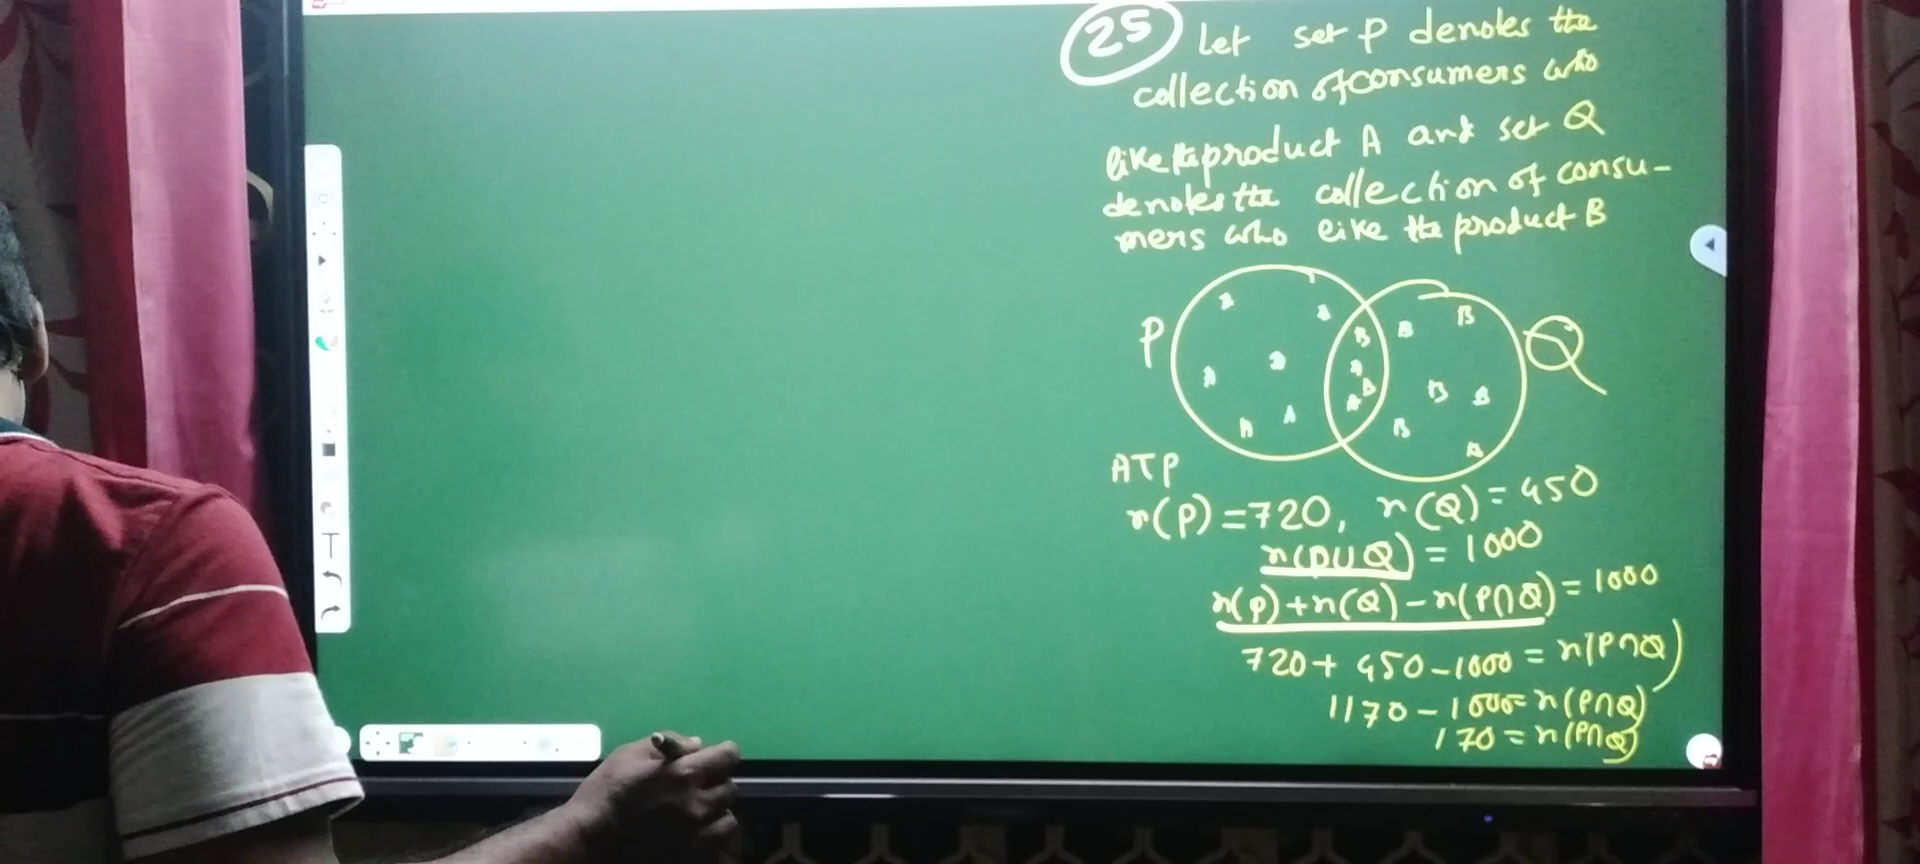 25 Let set P denotes the
collection of consumers who
like the product A and set Q
denotes the collection of consu-
mers who like the product B
P
Q
ATP
n(P) = 720, n(Q) = 450
n(P∪Q) = 1000
n(P) + n(Q) - n(P∩Q) = 1000
720 + 450 - 1000 = n(P∩Q)
1170 - 1000 = n(P∩Q)
170 = n(P∩Q)